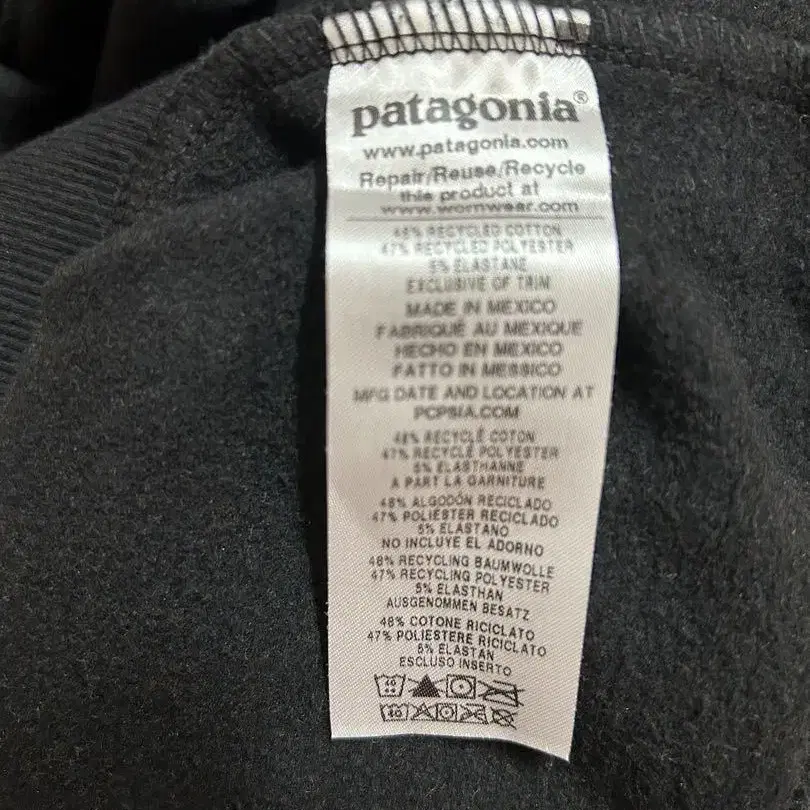 patagonia®
www.patagonia.com
Repair/Reuse/Recycle
this product at
www.wornwear.com
48% RECYCLED COTTON
47% RECYCLED POLYESTER
5% ELASTANE
EXCLUSIVE OF TRIM
MADE IN MEXICO
FABRIQUÉ AU MEXIQUE
HECHO EN MEXICO
FATTO IN MESSICO
MFG DATE AND LOCATION AT
PCPSIA.COM
48% RECYCLÉ COTON
47% RECYCLÉ POLYESTER
5% ELASTHANNE
A PART LA GARNITURE
48% ALGODÓN RECICLADO
47% POLIESTER RECICLADO
5% ELASTANO
NO INCLUYE EL ADORNO
48% RECYCLING BAUMWOLLE
47% RECYCLING POLYESTER
5% ELASTHAN
AUSGENOMMEN BESATZ
48% COTONE RICICLATO
47% POLIESTERE RICICLATO
5% ELASTAN
ESCLUSO INSERTO
40
40